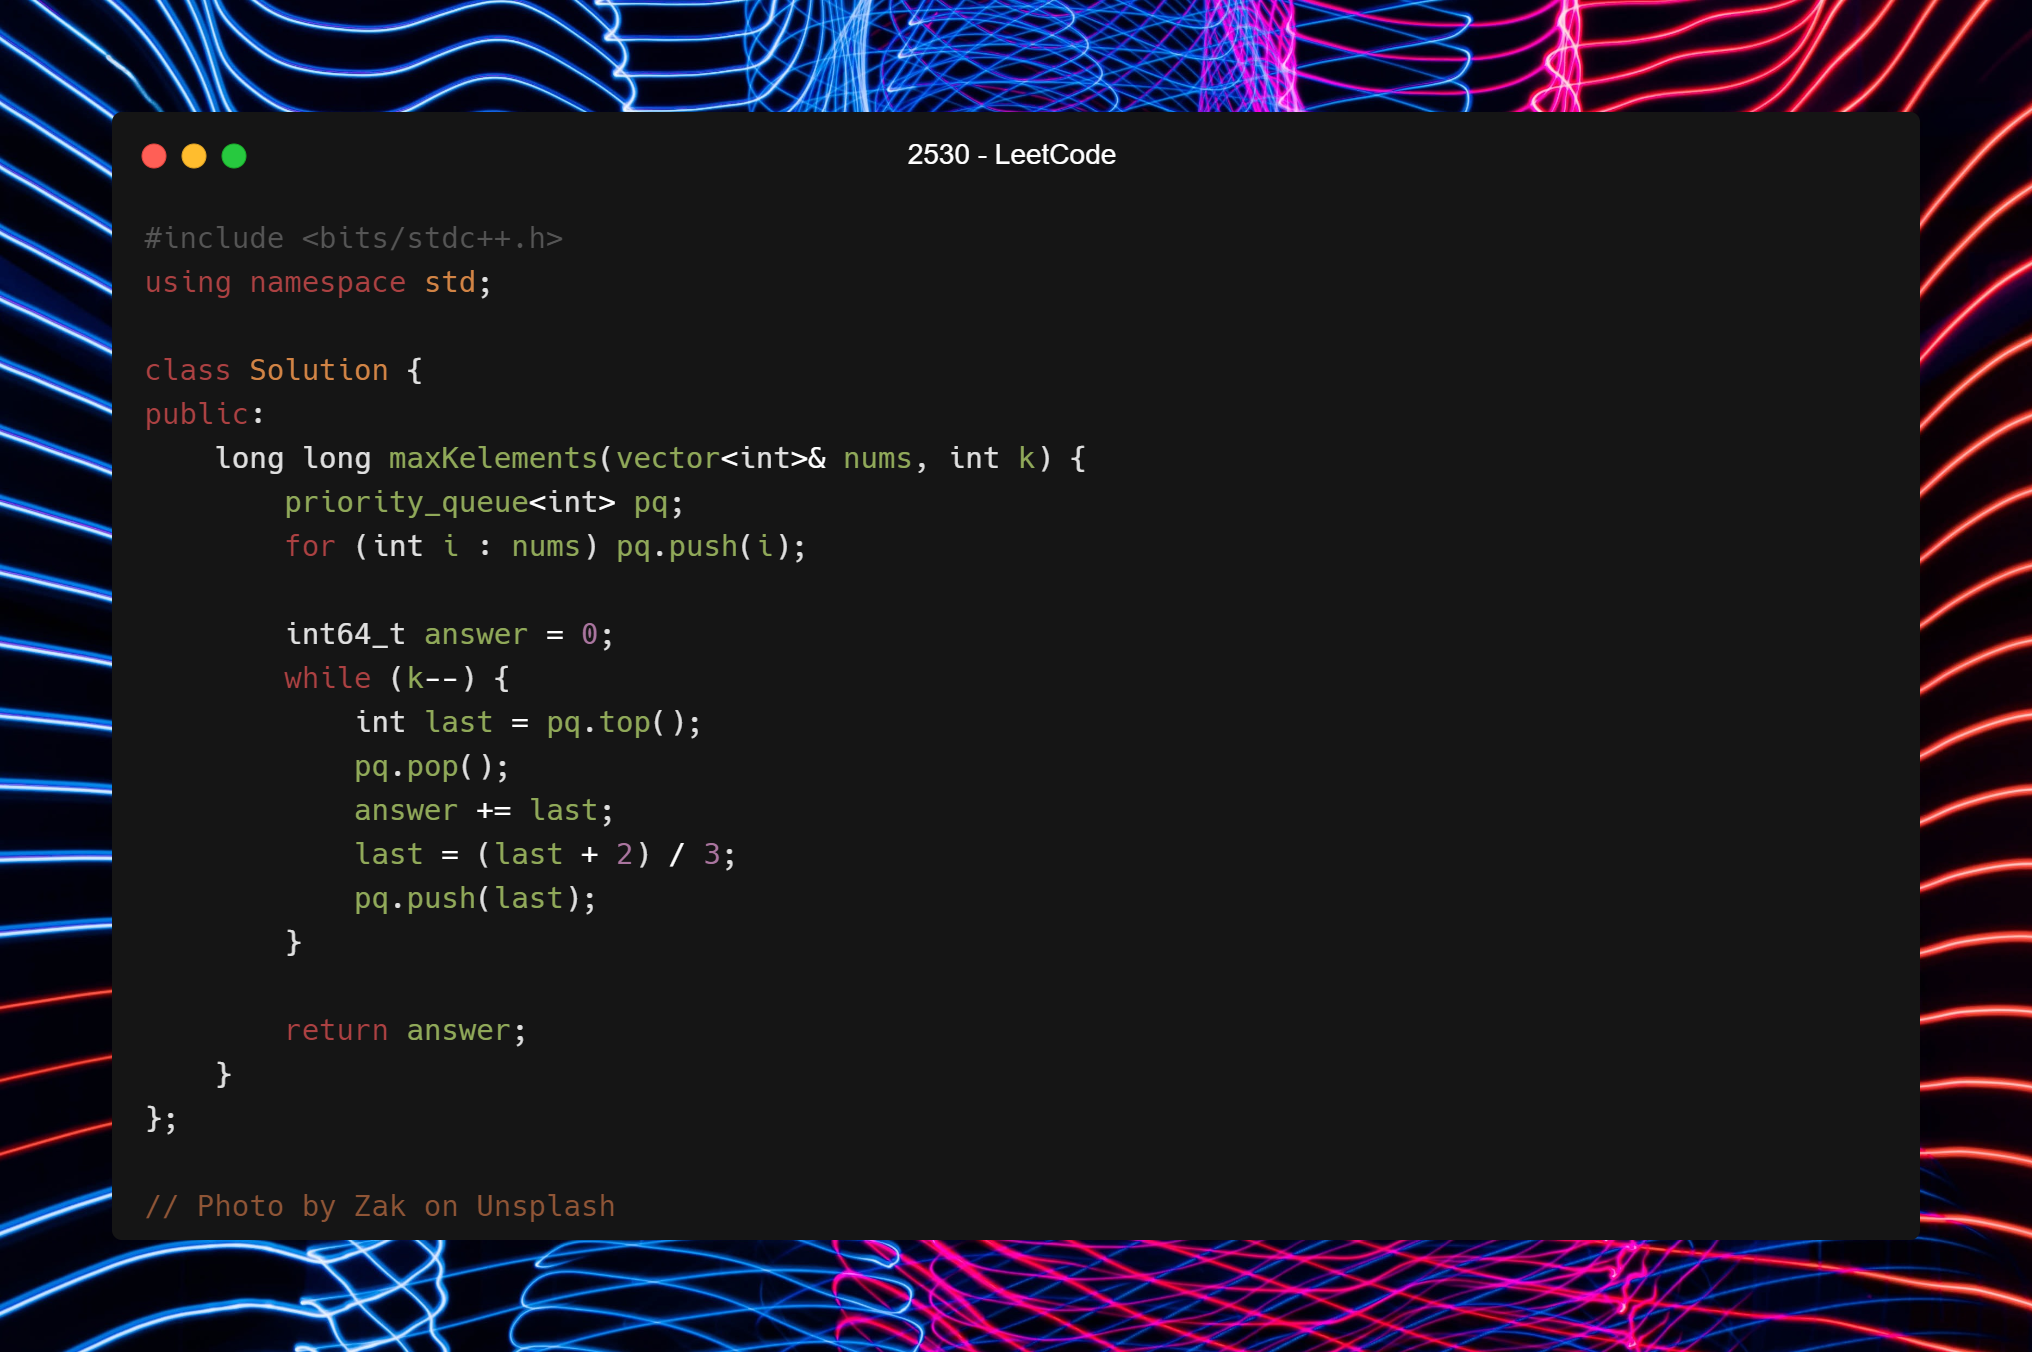 2530 - LeetCode
#include <bits/stdc++.h>
using namespace std;
class Solution {
public:
    long long maxKelements(vector<int>& nums, int k) {
        priority_queue<int> pq;
        for (int i : nums) pq.push(i);
        int64_t answer = 0;
        while (k--) {
            int last = pq.top();
            pq.pop();
            answer += last;
            last = (last + 2) / 3;
            pq.push(last);
        }
        return answer;
    }
};
// Photo by Zak on Unsplash